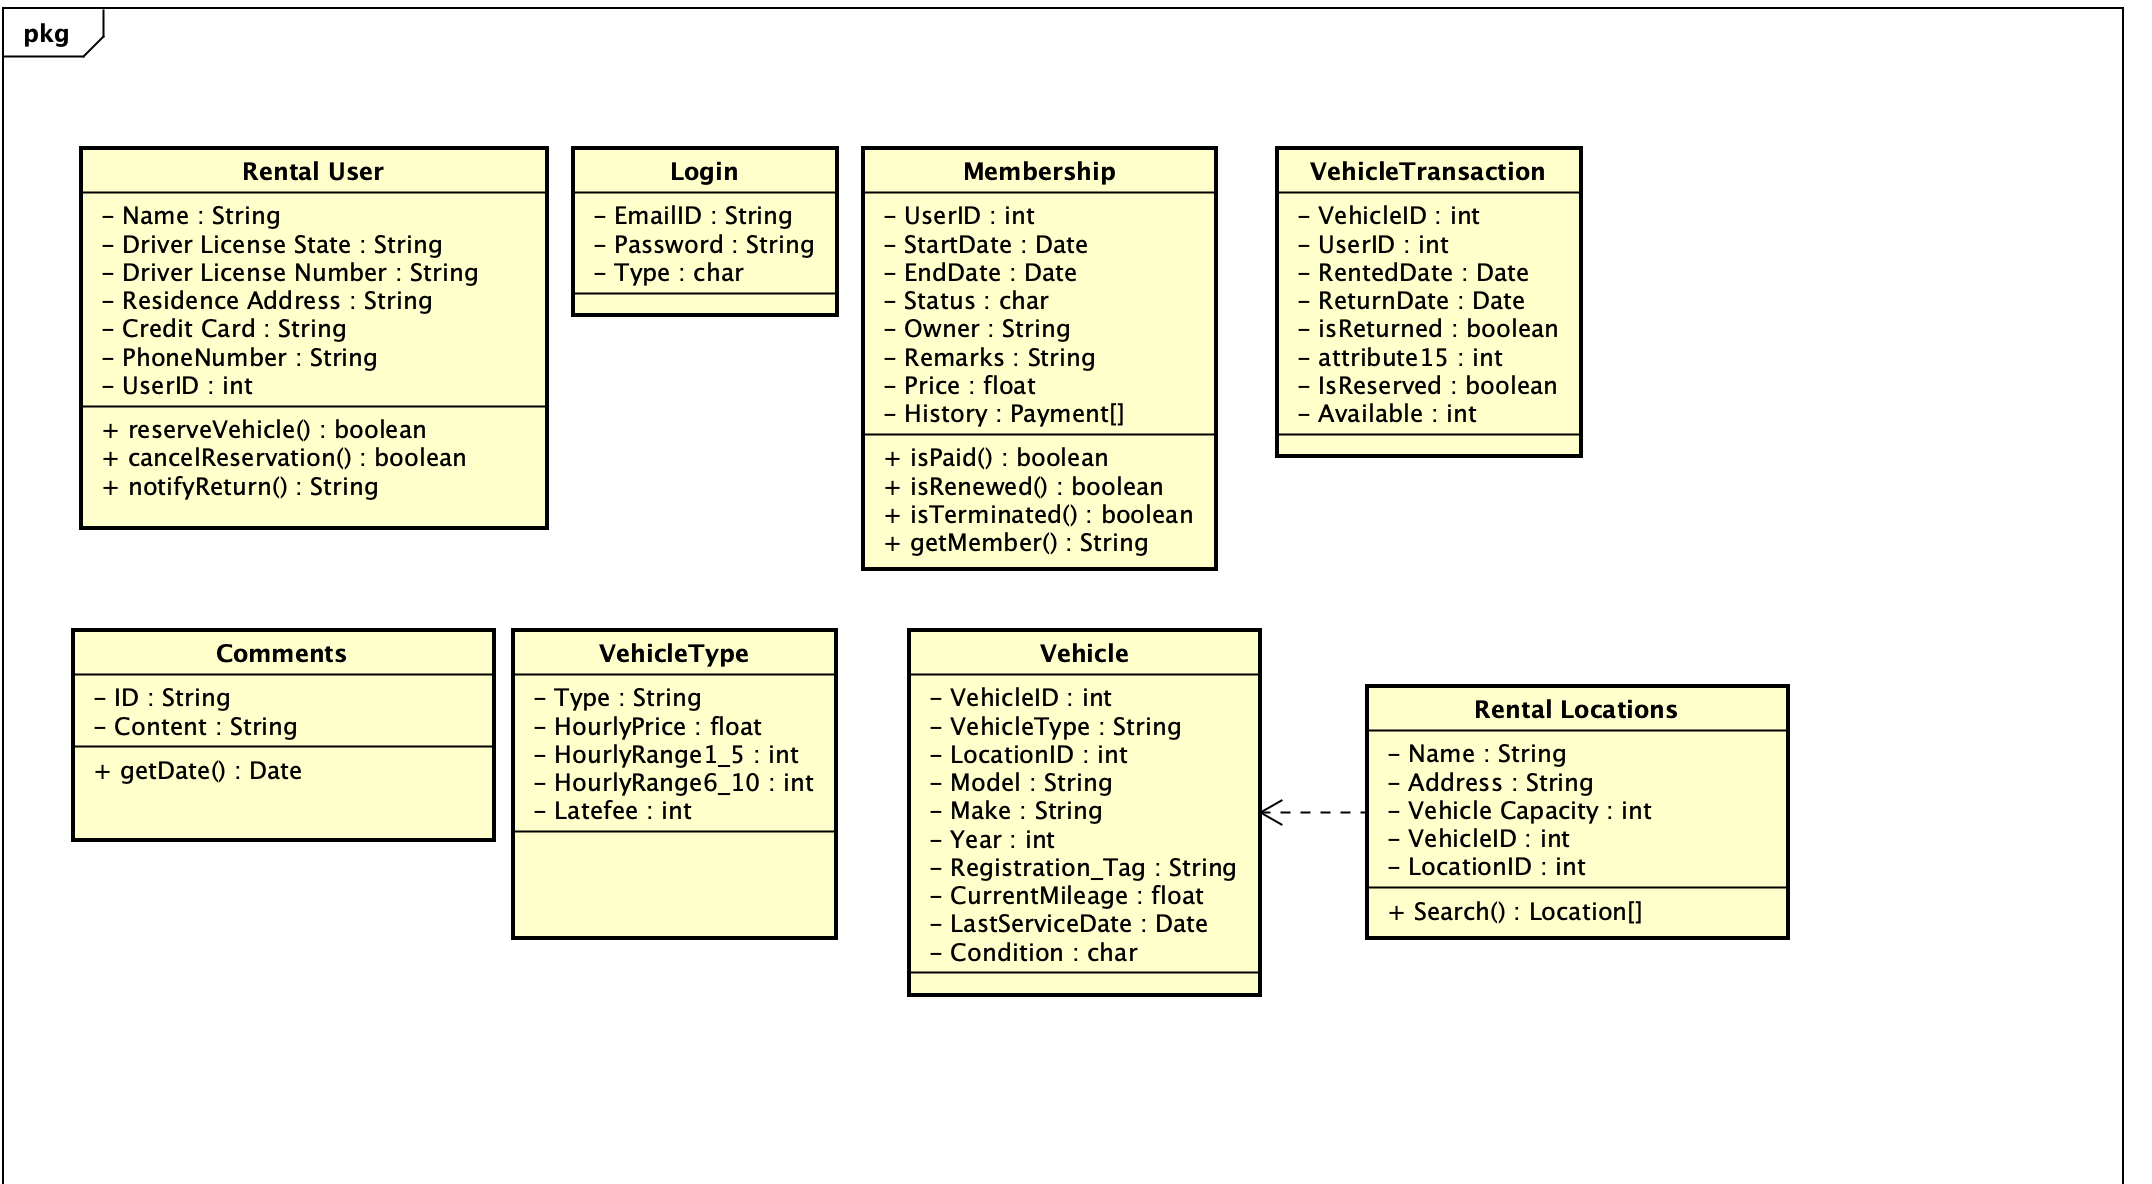 pkg
Rental User
- Name : String
- Driver License State : String
- Driver License Number : String
- Residence Address : String
- Credit Card : String
- PhoneNumber : String
- UserID : int
+ reserveVehicle() : boolean
+ cancelReservation() : boolean
+ notifyReturn() : String
Login
- EmailID : String
- Password : String
- Type : char
Membership
- UserID : int
- StartDate : Date
- EndDate : Date
- Status : char
- Owner : String
- Remarks : String
- Price : float
- History : Payment[]
+ isPaid() : boolean
+ isRenewed() : boolean
+ isTerminated() : boolean
+ getMember() : String
VehicleTransaction
- VehicleID : int
- UserID : int
- RentedDate : Date
- ReturnDate : Date
- isReturned : boolean
- attribute15 : int
- IsReserved : boolean
- Available : int
Comments
- ID : String
- Content : String
+ getDate() : Date
VehicleType
- Type : String
- HourlyPrice : float
- HourlyRange1_5 : int
- HourlyRange6_10 : int
- Latefee : int
Vehicle
- VehicleID : int
- VehicleType : String
- LocationID : int
- Model : String
- Make : String
- Year : int
- Registration_Tag : String
- CurrentMileage : float
- LastServiceDate : Date
- Condition : char
Rental Locations
- Name : String
- Address : String
- Vehicle Capacity : int
- VehicleID : int
- LocationID : int
+ Search() : Location[]